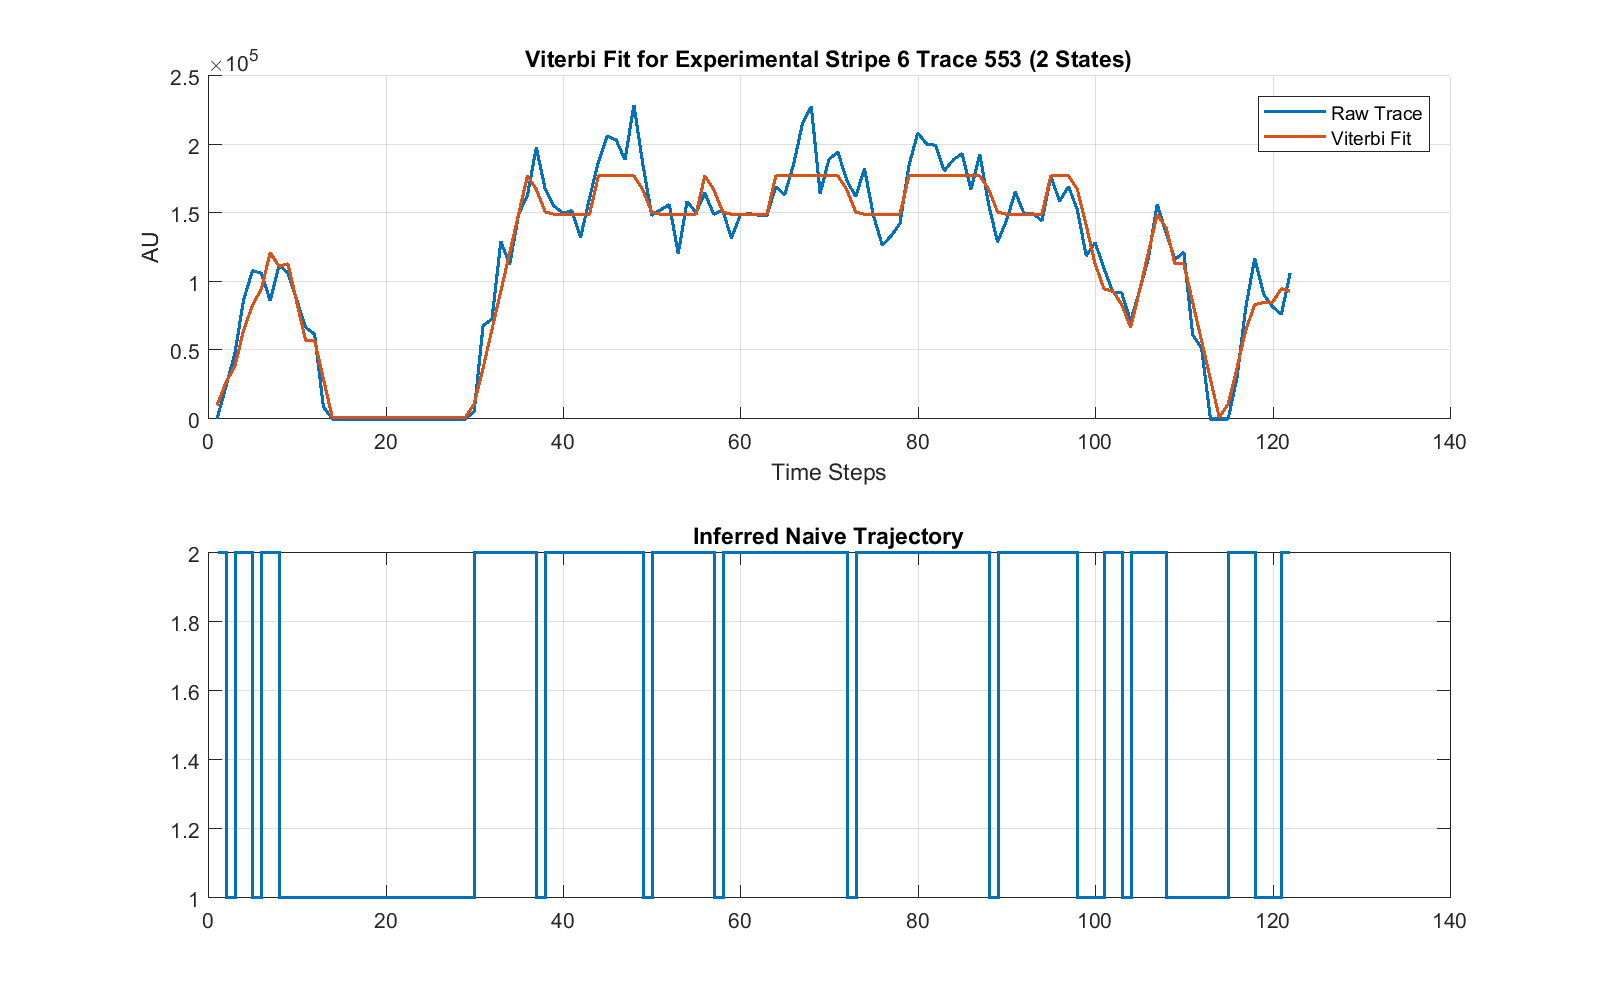 Viterbi Fit for Experimental Stripe 6 Trace 553 (2 States)
×10^5
2.5
2
1.5
1
0.5
0
AU
Raw Trace
Viterbi Fit
0 20 40 60 80 100 120 140
Time Steps
Inferred Naive Trajectory
2
1.8
1.6
1.4
1.2
1
0 20 40 60 80 100 120 140